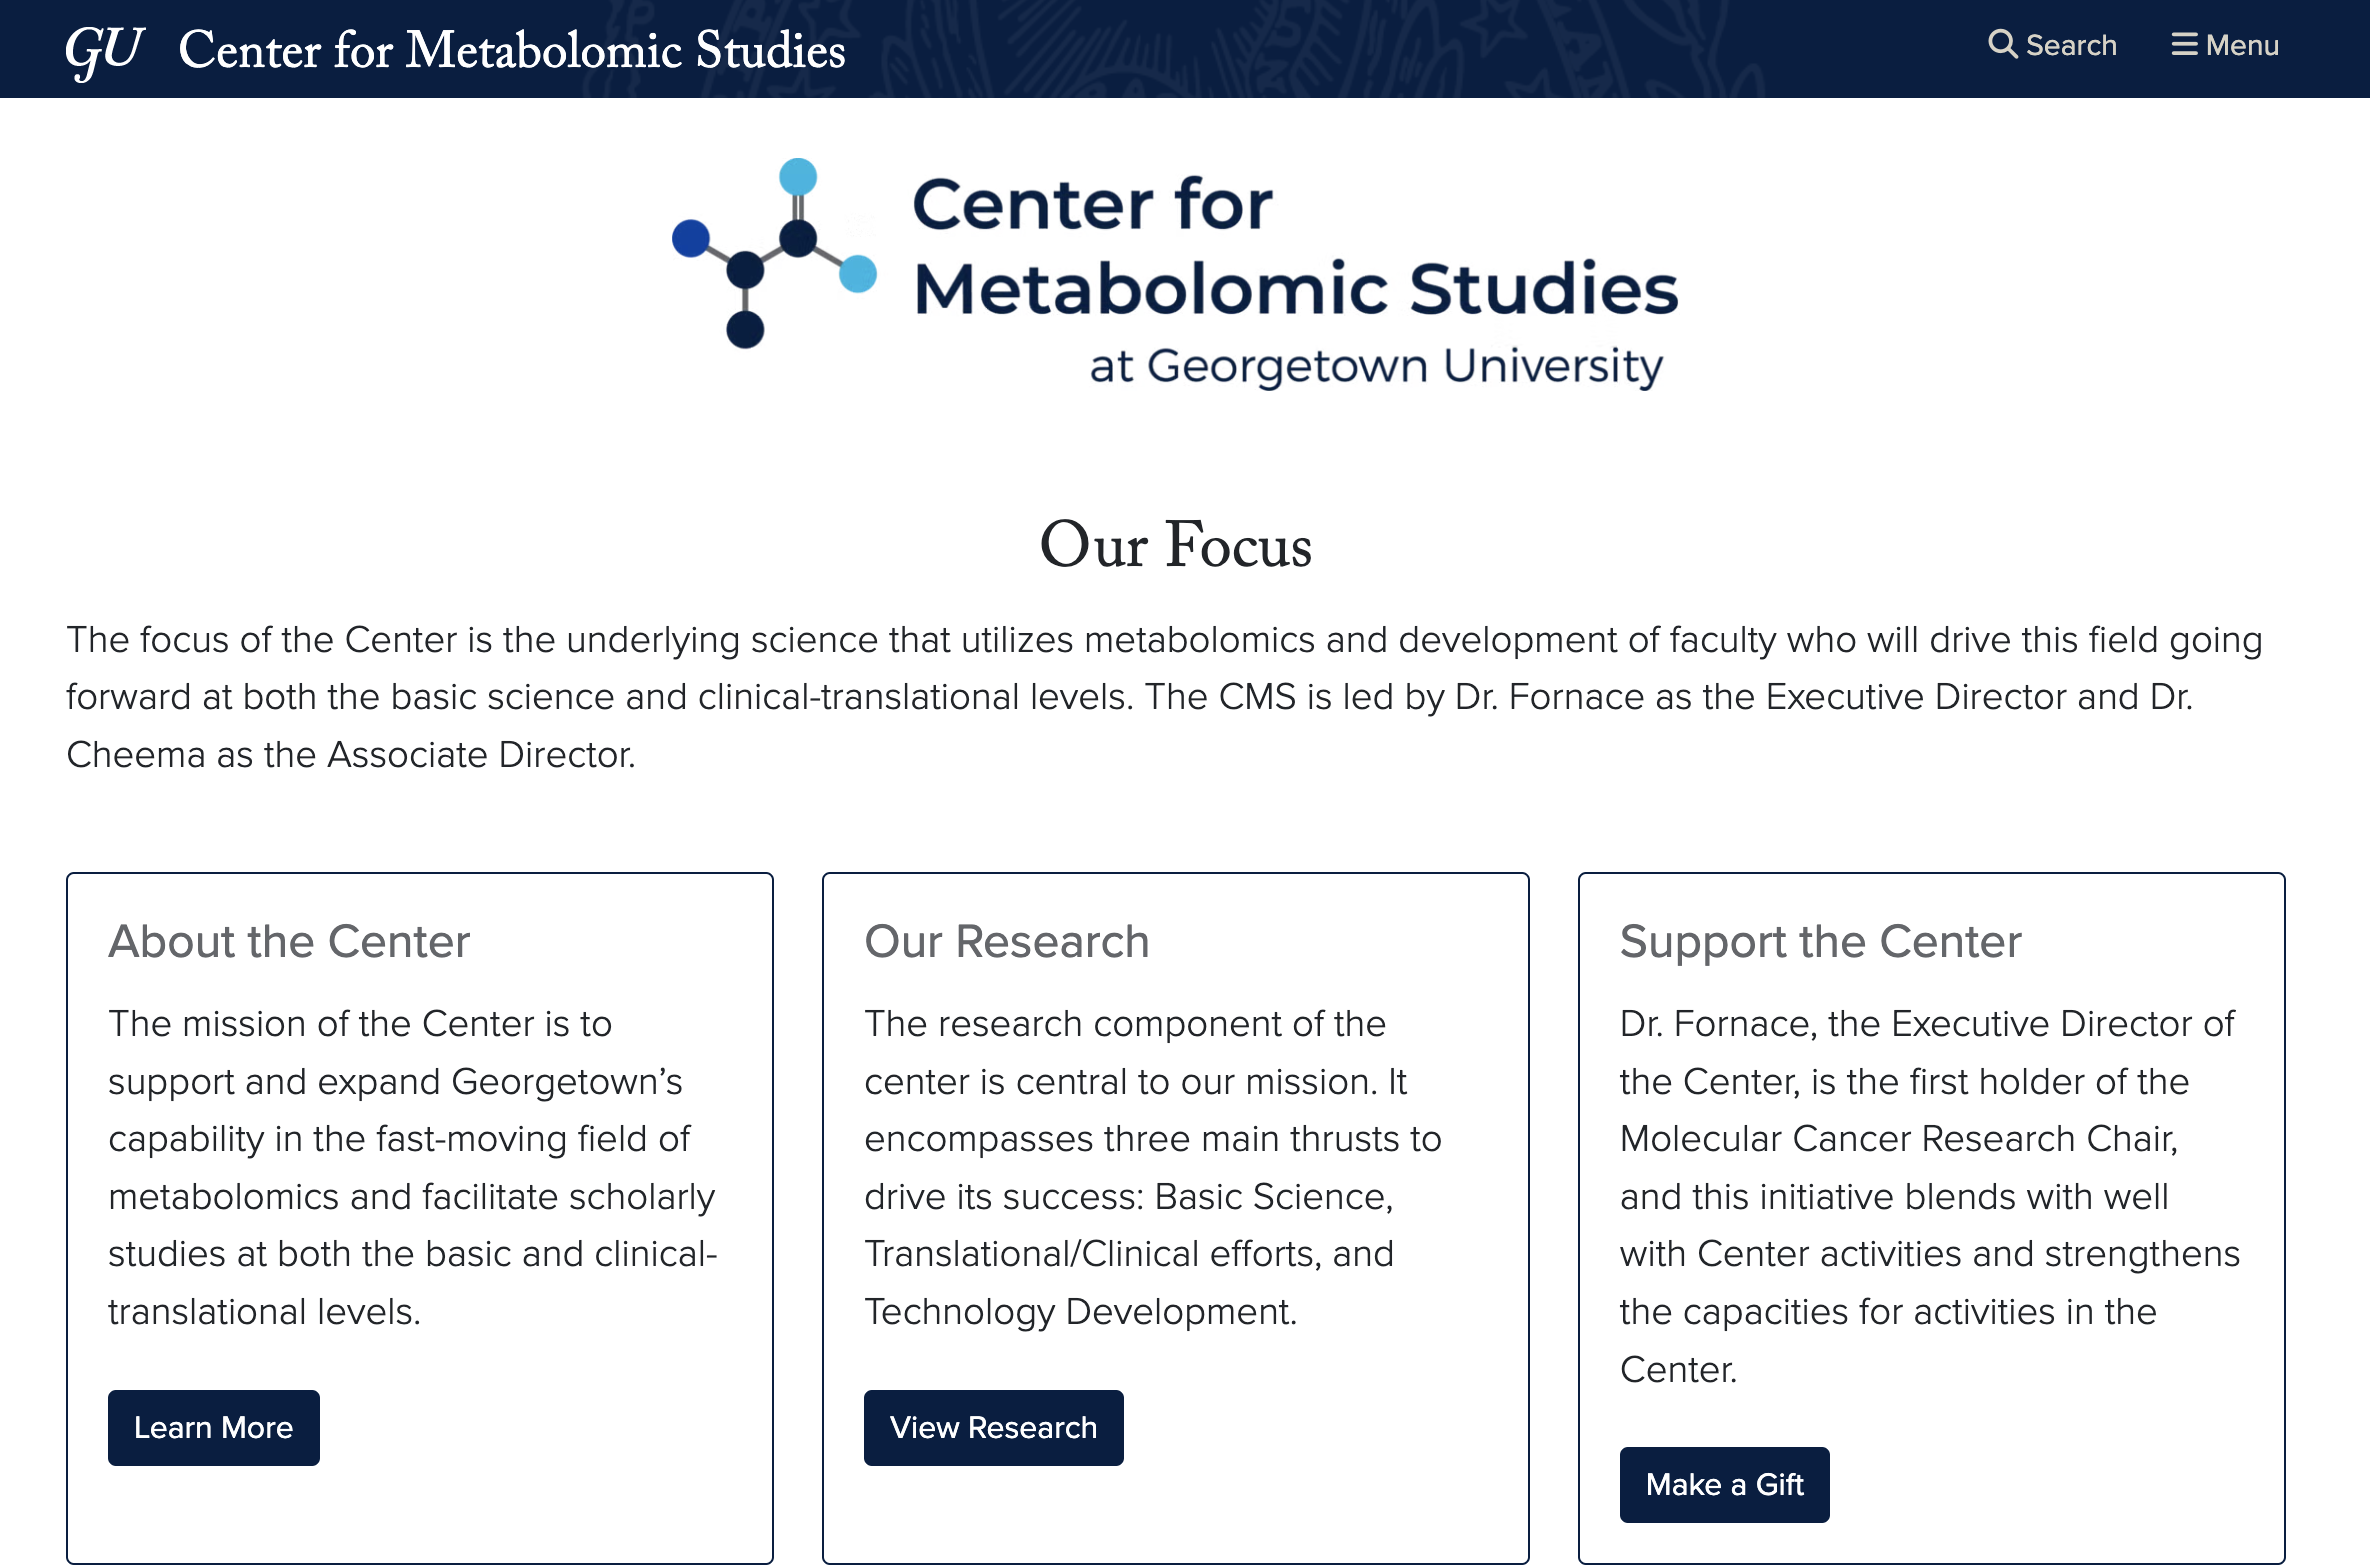 GU Center for Metabolomic Studies
Search
Menu
Center for
Metabolomic Studies
at Georgetown University
Our Focus
The focus of the Center is the underlying science that utilizes metabolomics and development of faculty who will drive this field going
forward at both the basic science and clinical-translational levels. The CMS is led by Dr. Fornace as the Executive Director and Dr.
Cheema as the Associate Director.
About the Center
The mission of the Center is to
support and expand Georgetown’s
capability in the fast-moving field of
metabolomics and facilitate scholarly
studies at both the basic and clinical-
translational levels.
Learn More
Our Research
The research component of the
center is central to our mission. It
encompasses three main thrusts to
drive its success: Basic Science,
Translational/Clinical efforts, and
Technology Development.
View Research
Support the Center
Dr. Fornace, the Executive Director of
the Center, is the first holder of the
Molecular Cancer Research Chair,
and this initiative blends with well
with Center activities and strengthens
the capacities for activities in the
Center.
Make a Gift